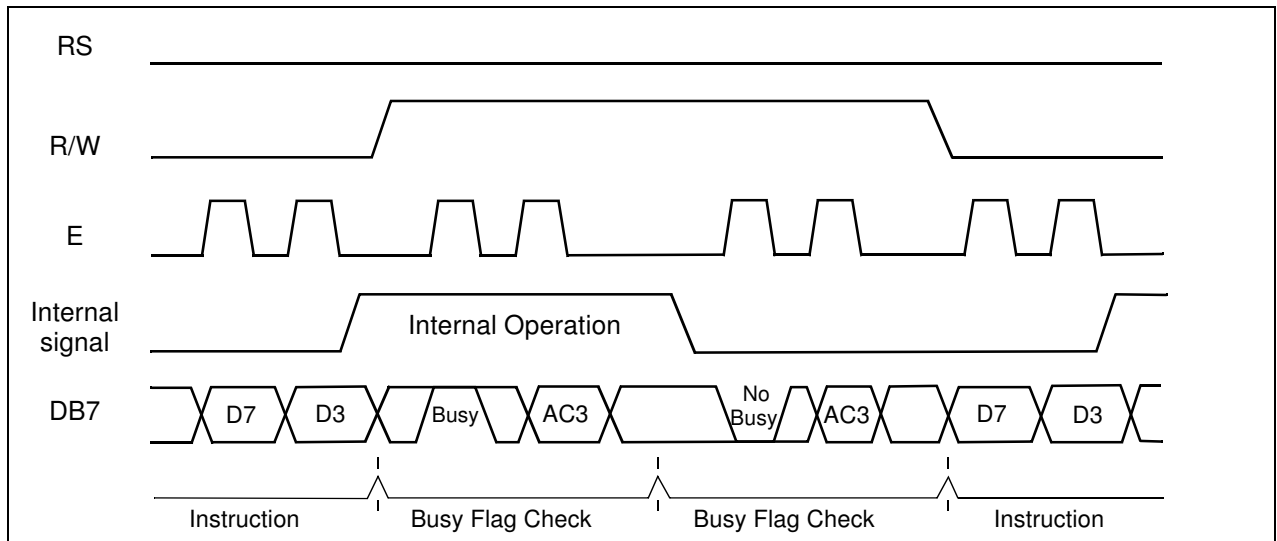 RS
R/W
E
Internal
signal
Internal Operation
DB7
D7
D3
Busy
AC3
No
Busy
AC3
D7
D3
Instruction
Busy Flag Check
Busy Flag Check
Instruction